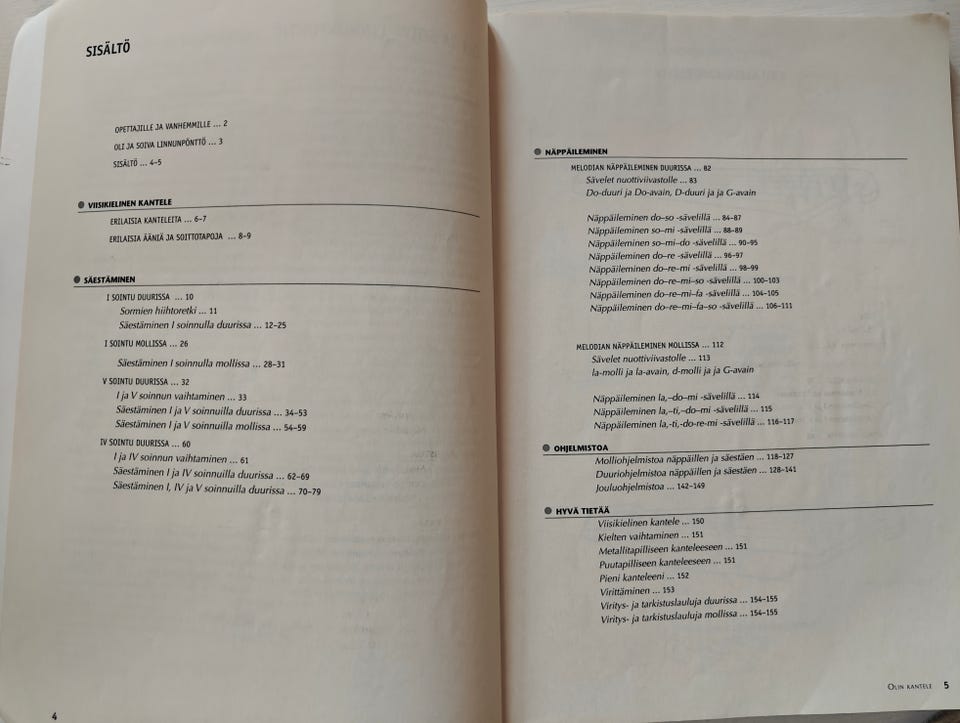 SISÄLTÖ
OPETTAJILLE JA VANHEMMILLE ... 2
OLI JA SOIVA LINNUNPÖNTTÖ ... 3
SISÄLTÖ ... 4–5
VIISIKIELINEN KANTELE
ERILAISIA KANTELEITA ... 6–7
ERILAISIA ÄÄNIÄ JA SOITTOTAPOJA ... 8–9
SÄESTÄMINEN
I SOINTU DUURISSA ... 10
Sormien hiihtoretki ... 11
Säestäminen I soinnulla duurissa ... 12–25
I SOINTU MOLLISSA ... 26
Säestäminen I soinnulla mollissa ... 28–31
V SOINTU DUURISSA ... 32
I ja V soinnun vaihtaminen ... 33
Säestäminen I ja V soinnuilla duurissa ... 34–53
Säestäminen I ja V soinnuilla mollissa ... 54–59
IV SOINTU DUURISSA ... 60
I ja IV soinnun vaihtaminen ... 61
Säestäminen I ja IV soinnuilla duurissa ... 62–69
Säestäminen I, IV ja V soinnuilla duurissa ... 70–79
4
NÄPPÄILEMINEN
MELODIAN NÄPPÄILEMINEN DUURISSA ... 82
Sävelet nuottiviivastolle ... 83
Do-duuri ja Do-avain, D-duuri ja ja G-avain
Näppäileminen do–so -sävelillä ... 84–87
Näppäileminen so–mi -sävelillä ... 88–89
Näppäileminen so–mi–do -sävelillä ... 90–95
Näppäileminen do–re -sävelillä ... 96–97
Näppäileminen do–re–mi -sävelillä ... 98–99
Näppäileminen do–re–mi–so -sävelillä ... 100–103
Näppäileminen do–re–mi–fa -sävelillä ... 104–105
Näppäileminen do–re–mi–fa–so -sävelillä ... 106–111
MELODIAN NÄPPÄILEMINEN MOLLISSA ... 112
Sävelet nuottiviivastolle ... 113
la-molli ja la-avain, d-molli ja ja G-avain
Näppäileminen la,–do–mi -sävelillä ... 114
Näppäileminen la,–ti,–do–mi -sävelillä ... 115
Näppäileminen la,-ti,-do-re-mi -sävelillä ... 116–117
OHJELMISTOA
Molliohjelmistoa näppäillen ja säestäen ... 118–127
Duuriohjelmistoa näppäillen ja säestäen ... 128–141
Jouluohjelmistoa ... 142–149
HYVÄ TIETÄÄ
Viisikielinen kantele ... 150
Kielten vaihtaminen ... 151
Metallitapilliseen kanteleeseen ... 151
Puutapilliseen kanteleeseen ... 151
Pieni kanteleeni ... 152
Virittäminen ... 153
Viritys- ja tarkistuslauluja duurissa ... 154–155
Viritys- ja tarkistuslauluja mollissa ... 154–155
OLIN KANTELE 5